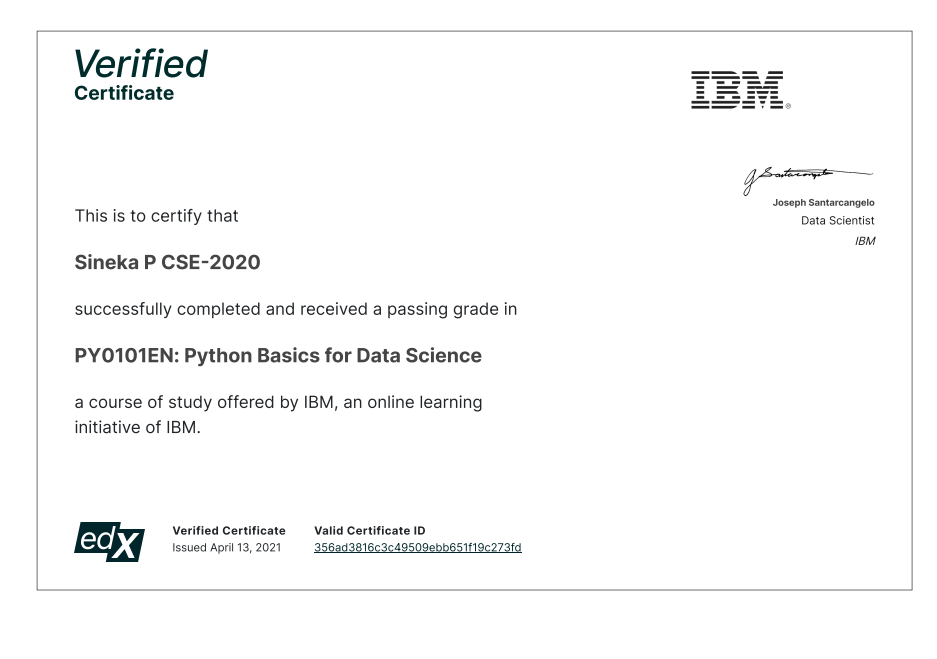 Verified
Certificate
IBM®
G Santarcangelo
Joseph Santarcangelo
Data Scientist
IBM
This is to certify that
Sineka P CSE-2020
successfully completed and received a passing grade in
PY0101EN: Python Basics for Data Science
a course of study offered by IBM, an online learning
initiative of IBM.
edX
Verified Certificate
Issued April 13, 2021
Valid Certificate ID
356ad3816c3c49509ebb651f19c273fd